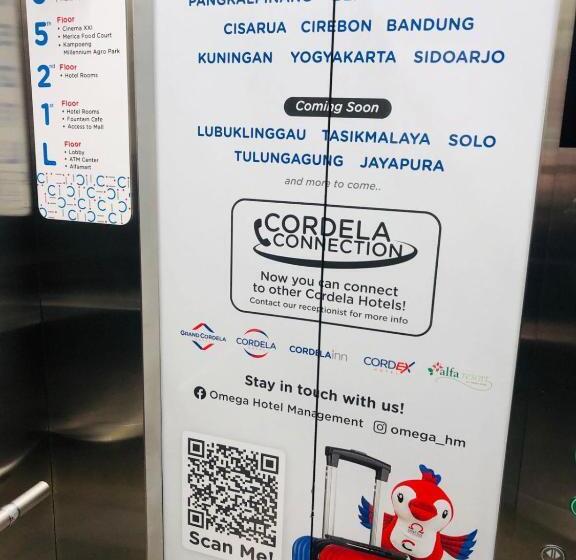 5th
Floor
• Cinema XXI
• Merica Food Court
• Kampoeng
Millennium Agro Park
2nd
Floor
• Hotel Rooms
1st
Floor
• Hotel Rooms
• Fountain Cafe
• Access to Mall
L
Floor
• Lobby
• ATM Center
• Alfamart
CISARUA CIREBON BANDUNG
KUNINGAN YOGYAKARTA SIDOARJO
Coming Soon
LUBUKLINGGAU TASIKMALAYA SOLO
TULUNGAGUNG JAYAPURA
and more to come..
CORDELA
CONNECTION
Now you can connect
to other Cordela Hotels!
Contact our receptionist for more info
GRAND CORDELA
CORDELA
CORDELA inn
CORDEX
alfa resort
Stay in touch with us!
Omega Hotel Management omega_hm
Scan Me!